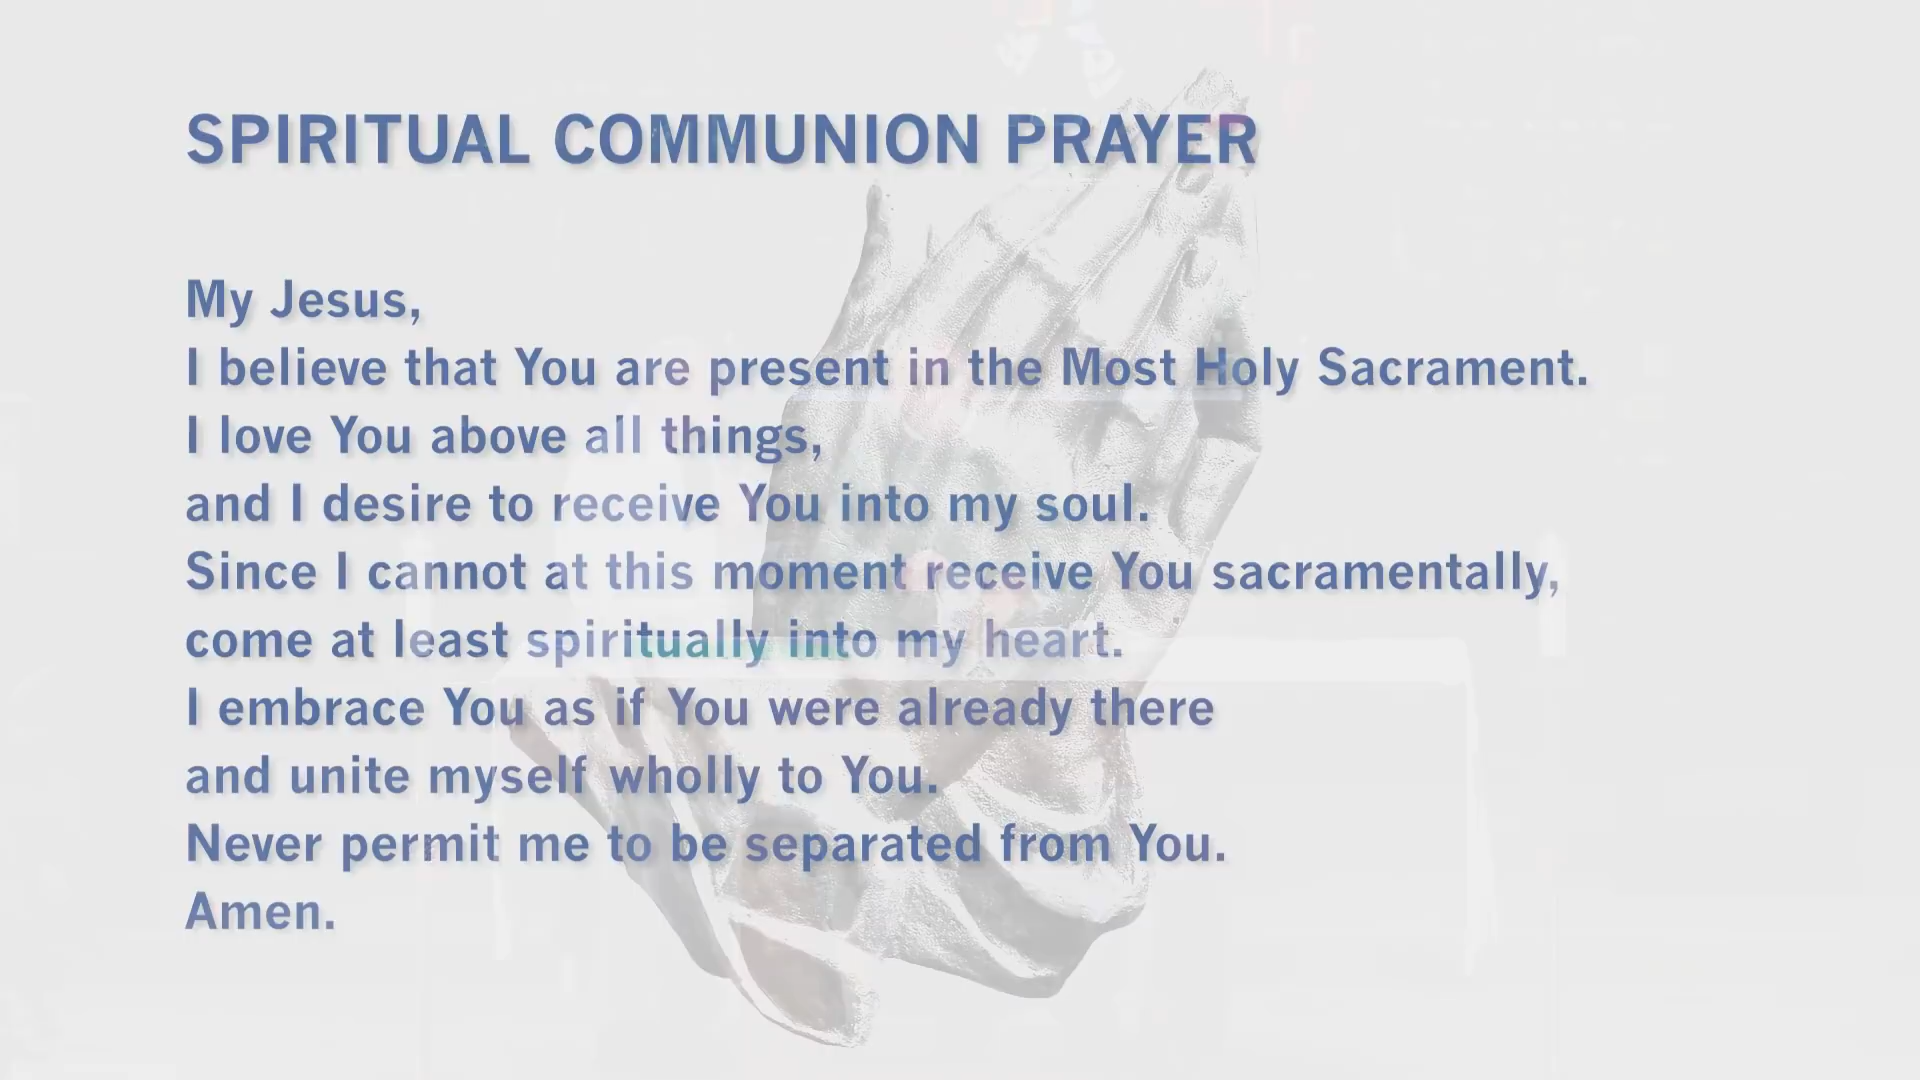 SPIRITUAL COMMUNION PRAYER
My Jesus,
I believe that You are present in the Most Holy Sacrament.
I love You above all things,
and I desire to receive You into my soul.
Since I cannot at this moment receive You sacramentally,
come at least spiritually into my heart.
I embrace You as if You were already there
and unite myself wholly to You.
Never permit me to be separated from You.
Amen.